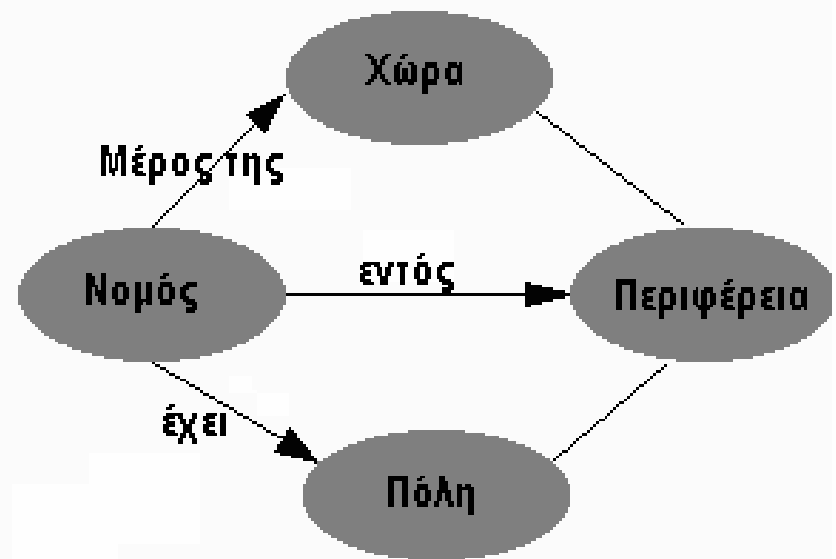 Χώρα
Μέρος της
Νομός
εντός
Περιφέρεια
έχει
Πόλη